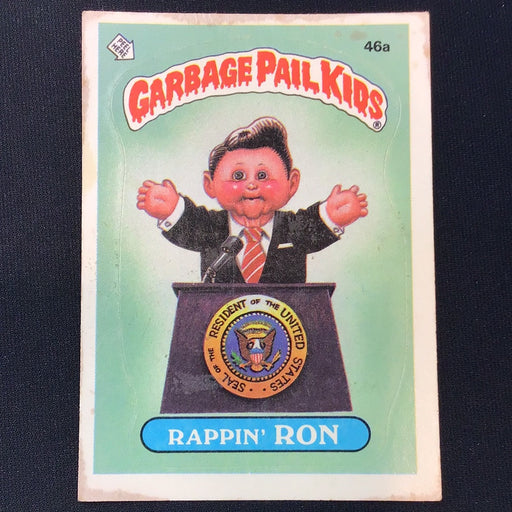 PEEL HERE
46a
GARBAGE PAIL KIDS®
SEAL OF THE PRESIDENT OF THE UNITED STATES
RAPPIN' RON